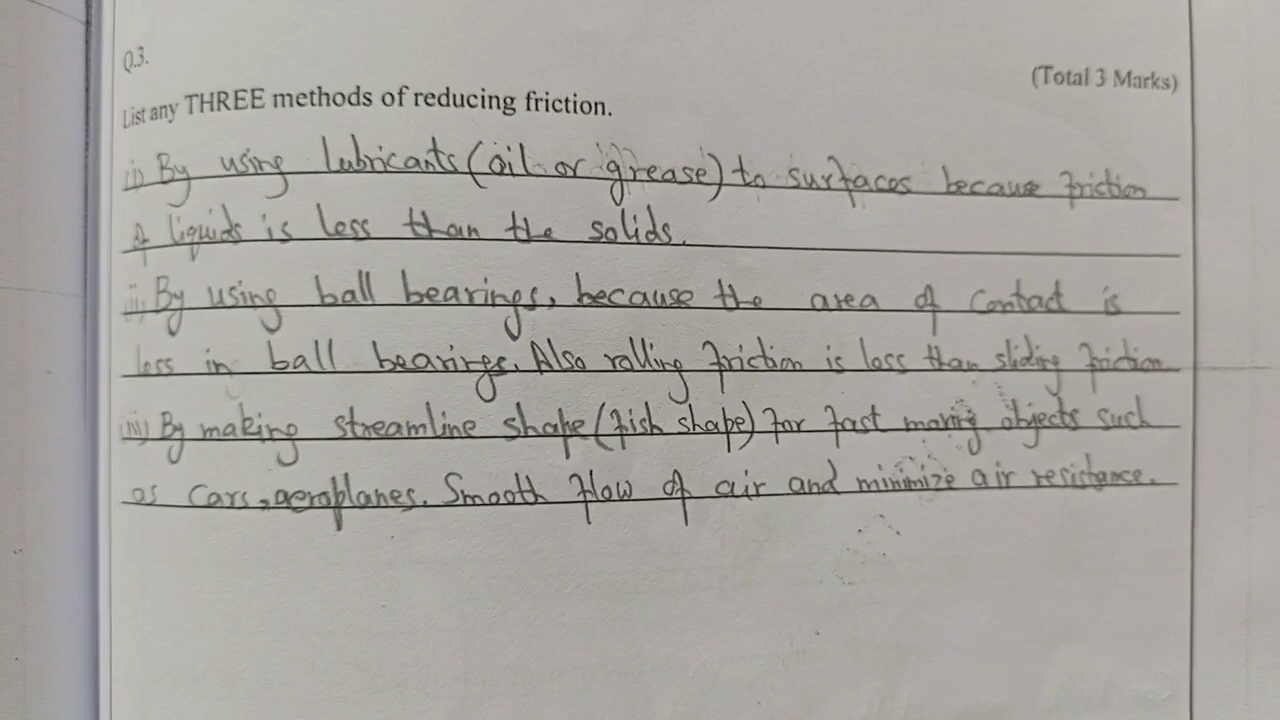 Q.3.
(Total 3 Marks)
List any THREE methods of reducing friction.
i) By using lubricants (oil or grease) to surfaces because friction
of liquids is less than the solids.
ii) By using ball bearings, because the area of contact is
less in ball bearings. Also rolling friction is less than sliding friction
iii) By making streamline shape (fish shape) for fast moving objects such
as cars, aeroplanes. Smooth flow of air and minimize air resistance.